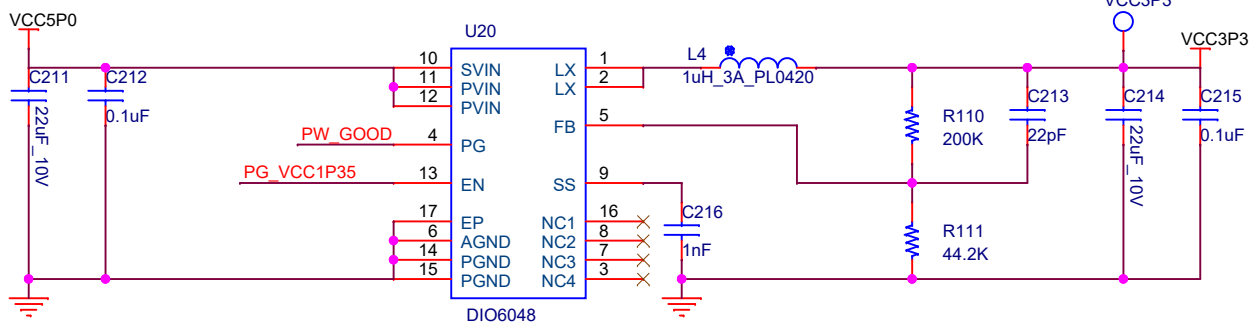 VCC5P0
U20
VCC3P3
VCC3P3
C211
22uF_10V
C212
0.1uF
10 SVIN
11 PVIN
12 PVIN
PW_GOOD 4 PG
PG_VCC1P35 13 EN
17 EP
6 AGND
14 PGND
15 PGND
LX 1
LX 2
FB 5
SS 9
NC1 16
NC2 8
NC3 7
NC4 3
DIO6048
L4
1uH_3A_PL0420
C216
1nF
R110
200K
R111
44.2K
C213
22pF
C214
22uF_10V
C215
0.1uF